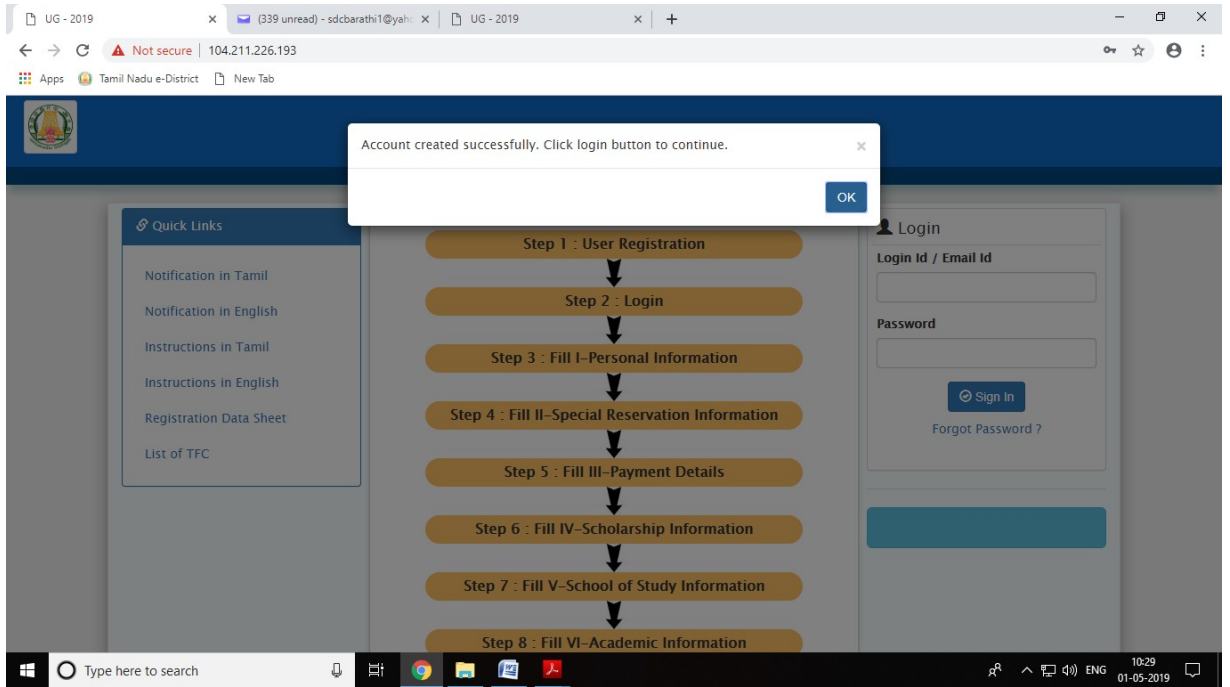 UG - 2019
(339 unread) - sdcbarathi1@yaho
UG - 2019
Not secure | 104.211.226.193
Apps
Tamil Nadu e-District
New Tab
Account created successfully. Click login button to continue.
×
OK
Quick Links
Notification in Tamil
Notification in English
Instructions in Tamil
Instructions in English
Registration Data Sheet
List of TFC
Step 1 : User Registration
Step 2 : Login
Step 3 : Fill I-Personal Information
Step 4 : Fill II-Special Reservation Information
Step 5 : Fill III-Payment Details
Step 6 : Fill IV-Scholarship Information
Step 7 : Fill V-School of Study Information
Step 8 : Fill VI-Academic Information
Login
Login Id / Email Id
Password
Sign In
Forgot Password ?
Type here to search
ENG
10:29
01-05-2019